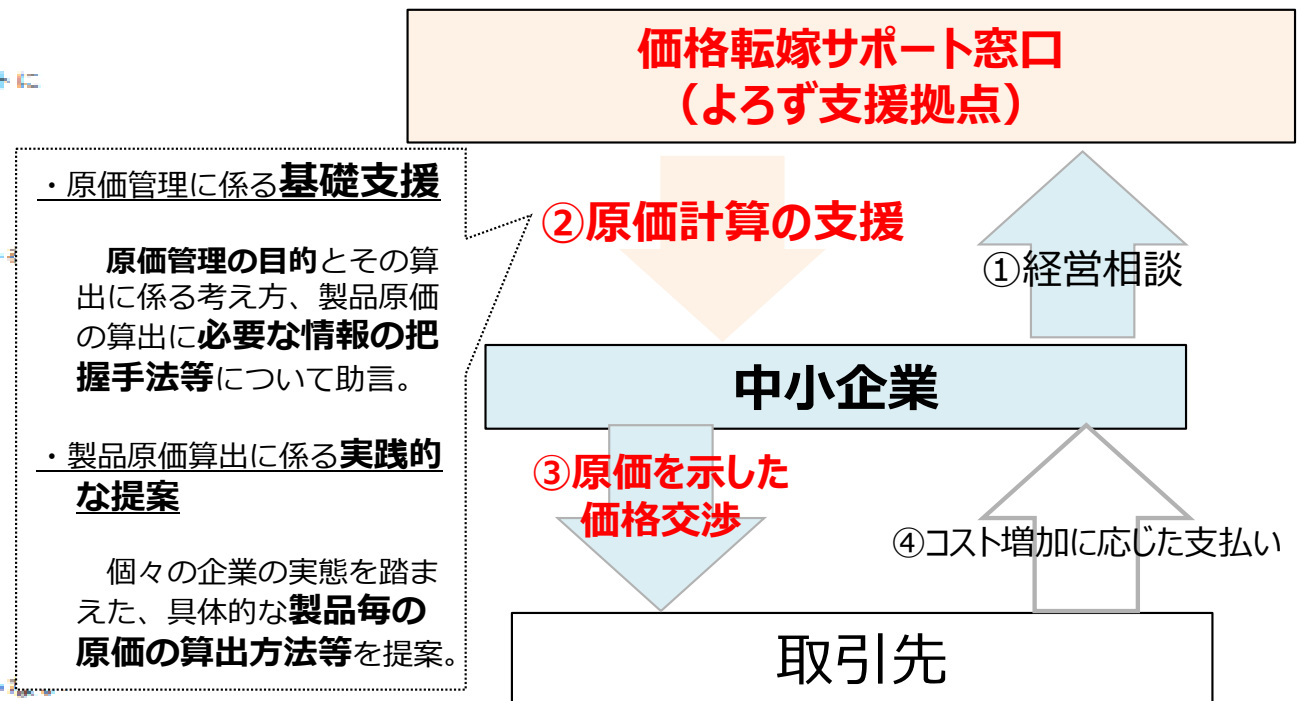 価格転嫁サポート窓口
（よろず支援拠点）
・原価管理に係る基礎支援
原価管理の目的とその算
出に係る考え方、製品原価
の算出に必要な情報の把
握手法等について助言。
・製品原価算出に係る実践的
な提案
個々の企業の実態を踏ま
えた、具体的な製品毎の
原価の算出方法等を提案。
②原価計算の支援
①経営相談
中小企業
③原価を示した
価格交渉
④コスト増加に応じた支払い
取引先